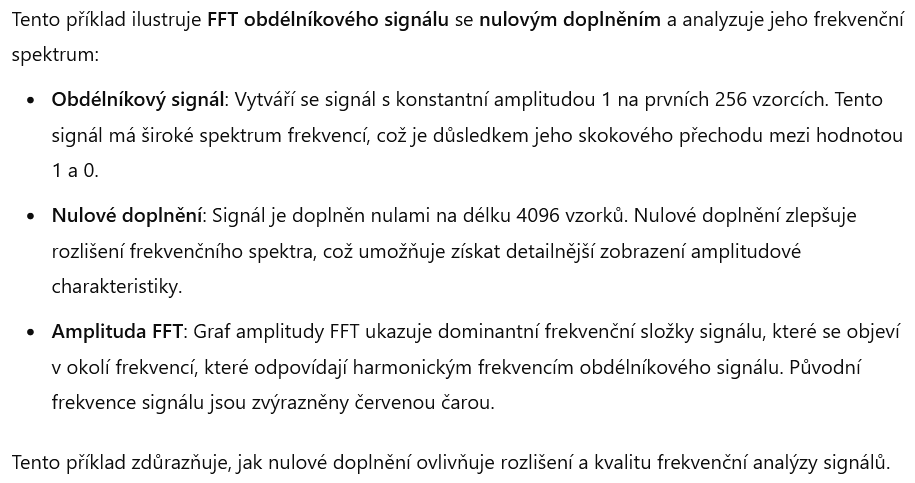 Tento příklad ilustruje FFT obdélníkového signálu se nulovým doplněním a analyzuje jeho frekvenční
spektrum:
• Obdélníkový signál: Vytváří se signál s konstantní amplitudou 1 na prvních 256 vzorcích. Tento
signál má široké spektrum frekvencí, což je důsledkem jeho skokového přechodu mezi hodnotou
1 a 0.
• Nulové doplnění: Signál je doplněn nulami na délku 4096 vzorků. Nulové doplnění zlepšuje
rozlišení frekvenčního spektra, což umožňuje získat detailnější zobrazení amplitudové
charakteristiky.
• Amplituda FFT: Graf amplitudy FFT ukazuje dominantní frekvenční složky signálu, které se objeví
v okolí frekvencí, které odpovídají harmonickým frekvencím obdélníkového signálu. Původní
frekvence signálu jsou zvýrazněny červenou čarou.
Tento příklad zdůrazňuje, jak nulové doplnění ovlivňuje rozlišení a kvalitu frekvenční analýzy signálů.